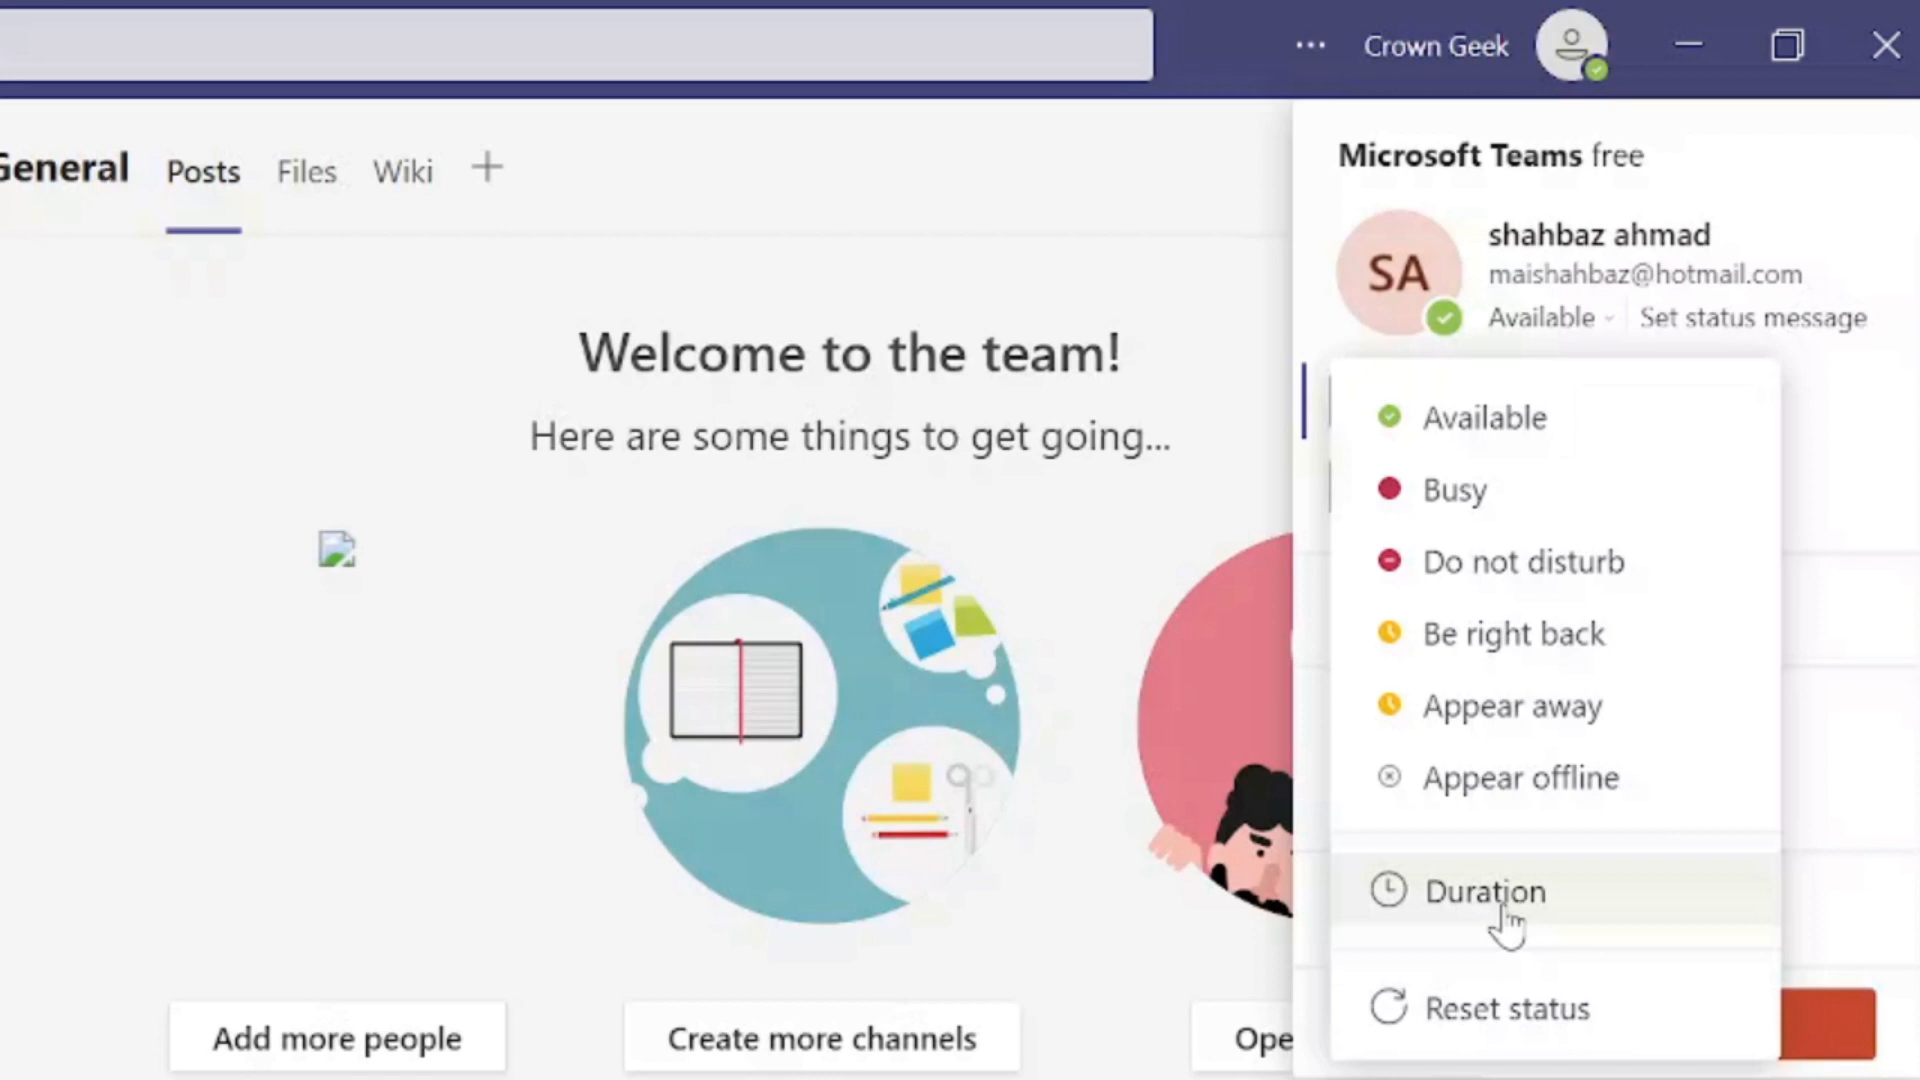 Crown Geek
General Posts Files Wiki
Microsoft Teams free
SA
shahbaz ahmad
maishahbaz@hotmail.com
Available Set status message
Welcome to the team!
Here are some things to get going...
Available
Busy
Do not disturb
Be right back
Appear away
Appear offline
Duration
Reset status
Add more people
Create more channels
Ope